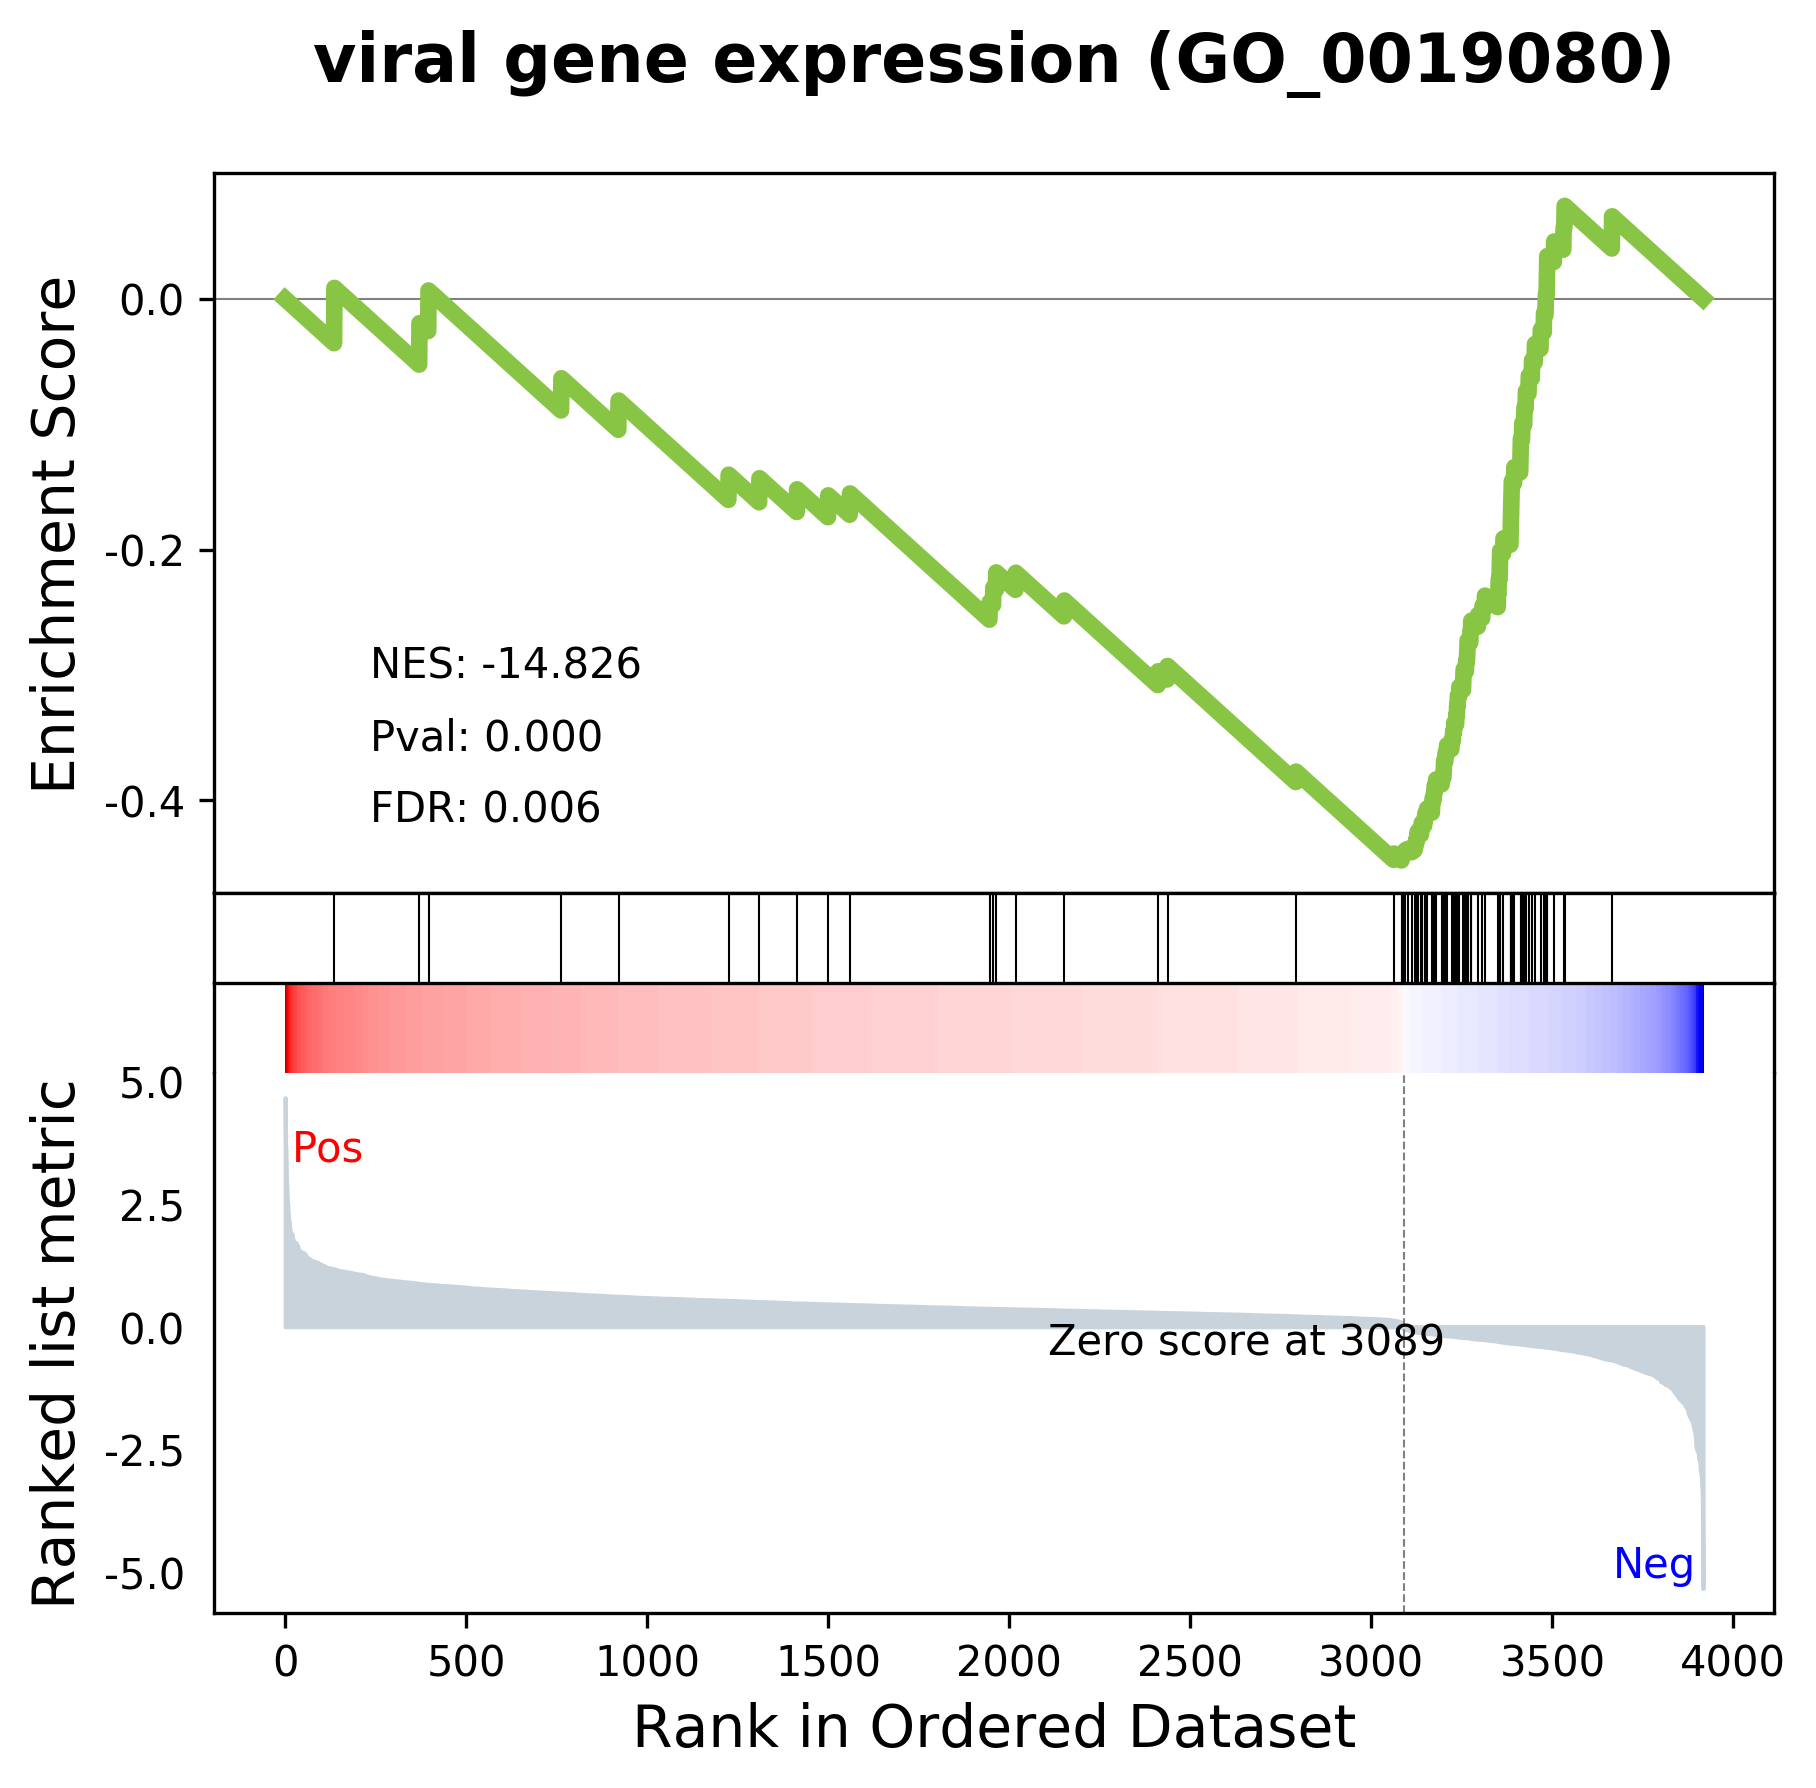 viral gene expression (GO_0019080)
Enrichment Score
0.0
-0.2
-0.4
NES: -14.826
Pval: 0.000
FDR: 0.006
Ranked list metric
5.0
2.5
0.0
-2.5
-5.0
Pos
Zero score at 3089
Neg
0 500 1000 1500 2000 2500 3000 3500 4000
Rank in Ordered Dataset